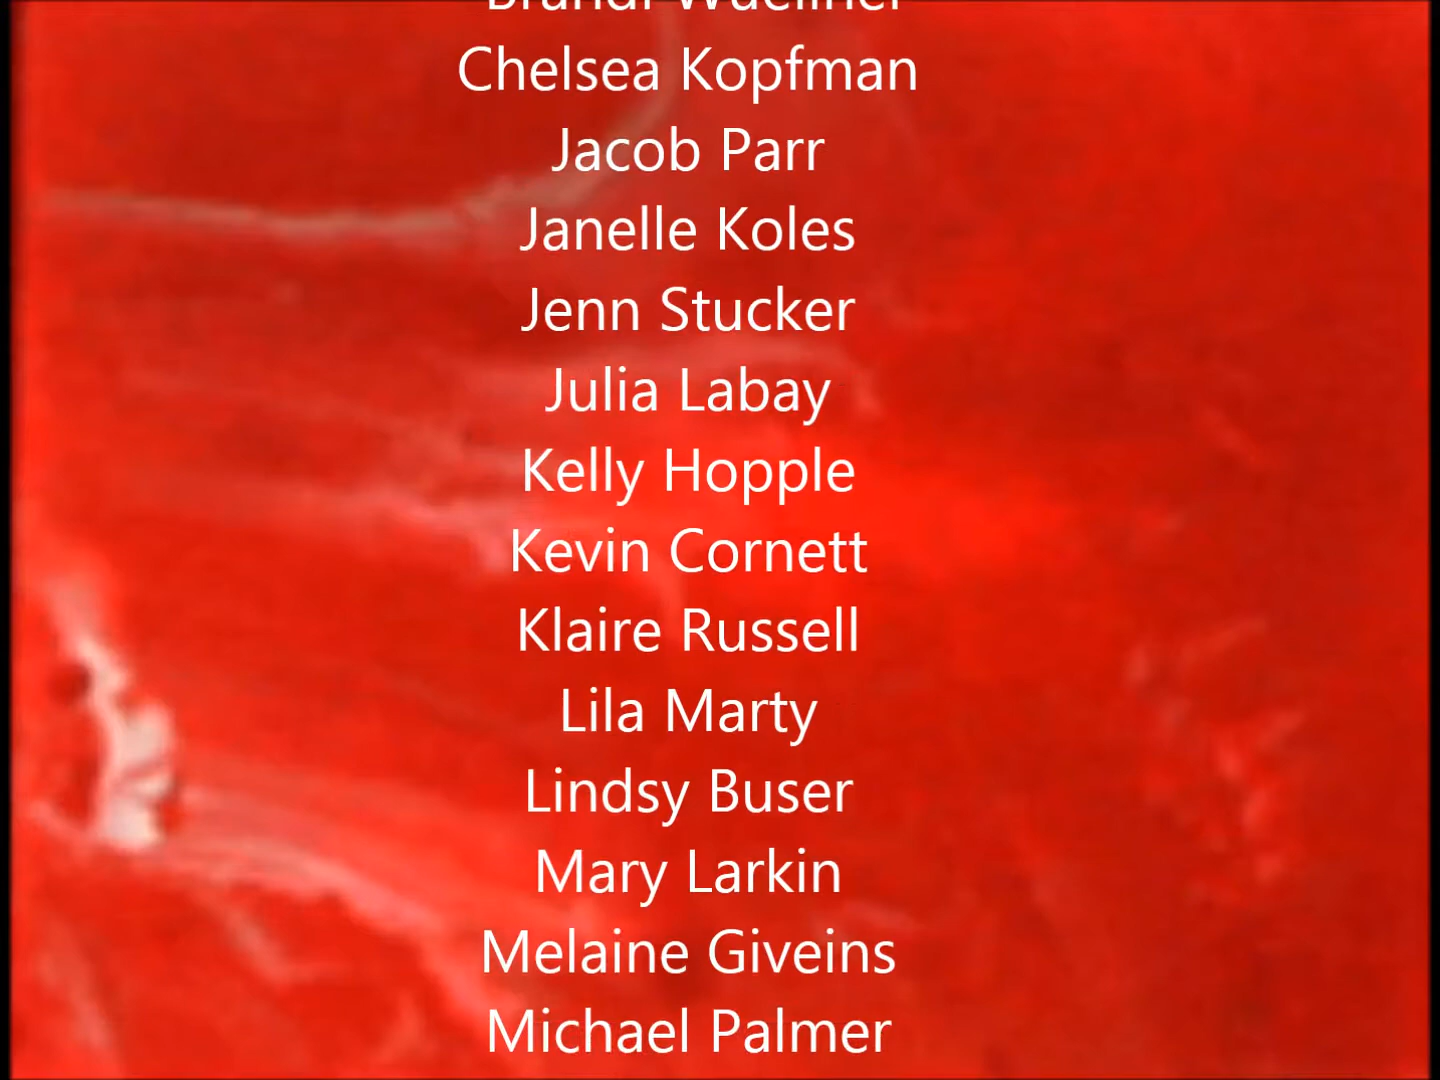 Chelsea Kopfman
Jacob Parr
Janelle Koles
Jenn Stucker
Julia Labay
Kelly Hopple
Kevin Cornett
Klaire Russell
Lila Marty
Lindsy Buser
Mary Larkin
Melaine Giveins
Michael Palmer